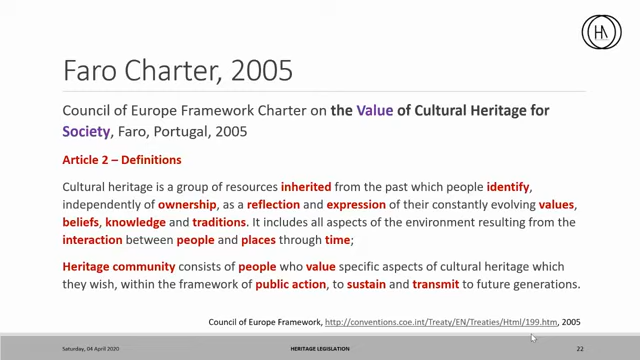 HA
Faro Charter, 2005
Council of Europe Framework Charter on the Value of Cultural Heritage for
Society, Faro, Portugal, 2005
Article 2 – Definitions
Cultural heritage is a group of resources inherited from the past which people identify,
independently of ownership, as a reflection and expression of their constantly evolving values,
beliefs, knowledge and traditions. It includes all aspects of the environment resulting from the
interaction between people and places through time;
Heritage community consists of people who value specific aspects of cultural heritage which
they wish, within the framework of public action, to sustain and transmit to future generations.
Council of Europe Framework, http://conventions.coe.int/Treaty/EN/Treaties/Html/199.htm, 2005
Saturday, 04 April 2020 HERITAGE LEGISLATION 22